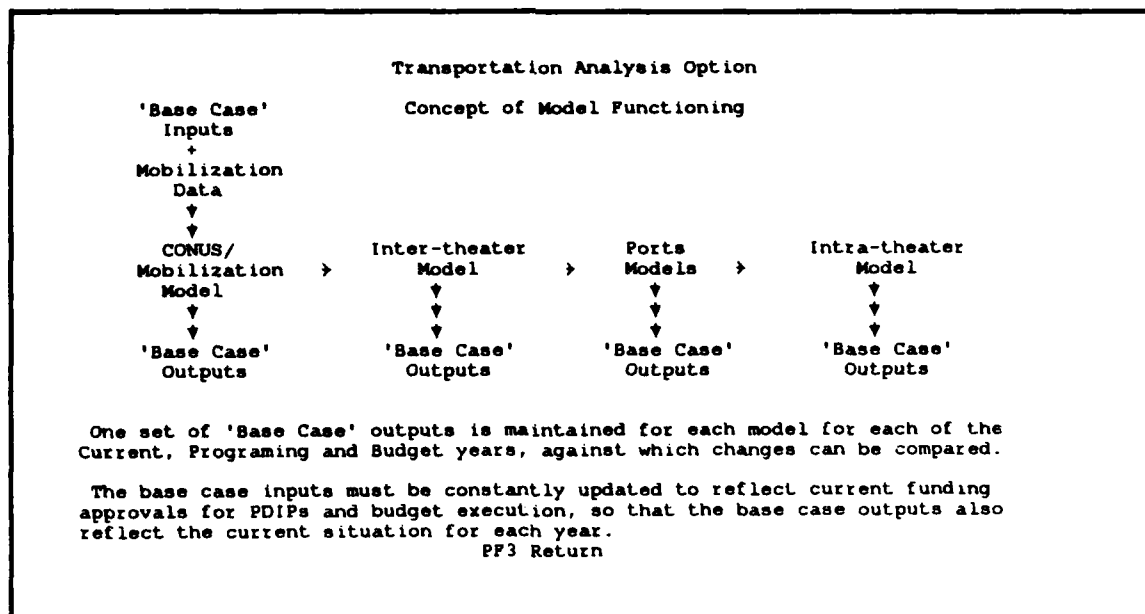 Transportation Analysis Option
'Base Case' Concept of Model Functioning
Inputs
+
Mobilization
Data
CONUS/ Inter-theater Ports Intra-theater
Mobilization > Model > Models > Model
Model
'Base Case' 'Base Case' 'Base Case' 'Base Case'
Outputs Outputs Outputs Outputs
One set of 'Base Case' outputs is maintained for each model for each of the
Current, Programing and Budget years, against which changes can be compared.
The base case inputs must be constantly updated to reflect current funding
approvals for PDIPs and budget execution, so that the base case outputs also
reflect the current situation for each year.
PF3 Return